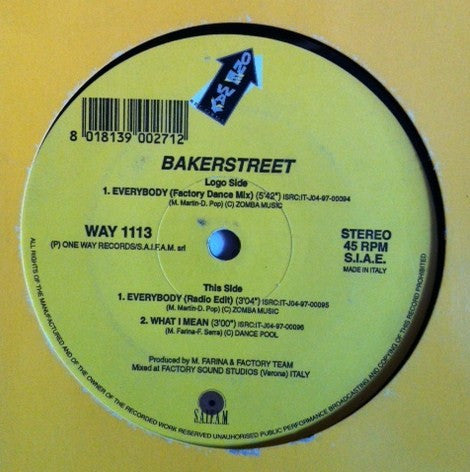 ONE WAY
8 018139 002712
BAKERSTREET
Logo Side
1. EVERYBODY (Factory Dance Mix) (5'42") ISRC:IT-J04-97-00094
(M. Martin-D. Pop) (C) ZOMBA MUSIC
WAY 1113
(P) ONE WAY RECORDS/S.A.I.F.A.M. srl
STEREO
45 RPM
S.I.A.E.
MADE IN ITALY
This Side
1. EVERYBODY (Radio Edit) (3'04") ISRC:IT-J04-97-00095
(M. Martin-D. Pop) (C) ZOMBA MUSIC
2. WHAT I MEAN (3'00") ISRC:IT-J04-97-00096
(M. Farina-F. Serra) (C) DANCE POOL
Produced by M. FARINA & FACTORY TEAM
Mixed at FACTORY SOUND STUDIOS (Verona) ITALY
S.A.I.F.A.M.
ALL RIGHTS OF THE MANUFACTURED AND OF THE OWNER OF THE RECORDED WORK RESERVED UNAUTHORISED PUBLIC PERFORMANCE BROADCASTING AND COPYING OF THIS RECORD PROHIBITED